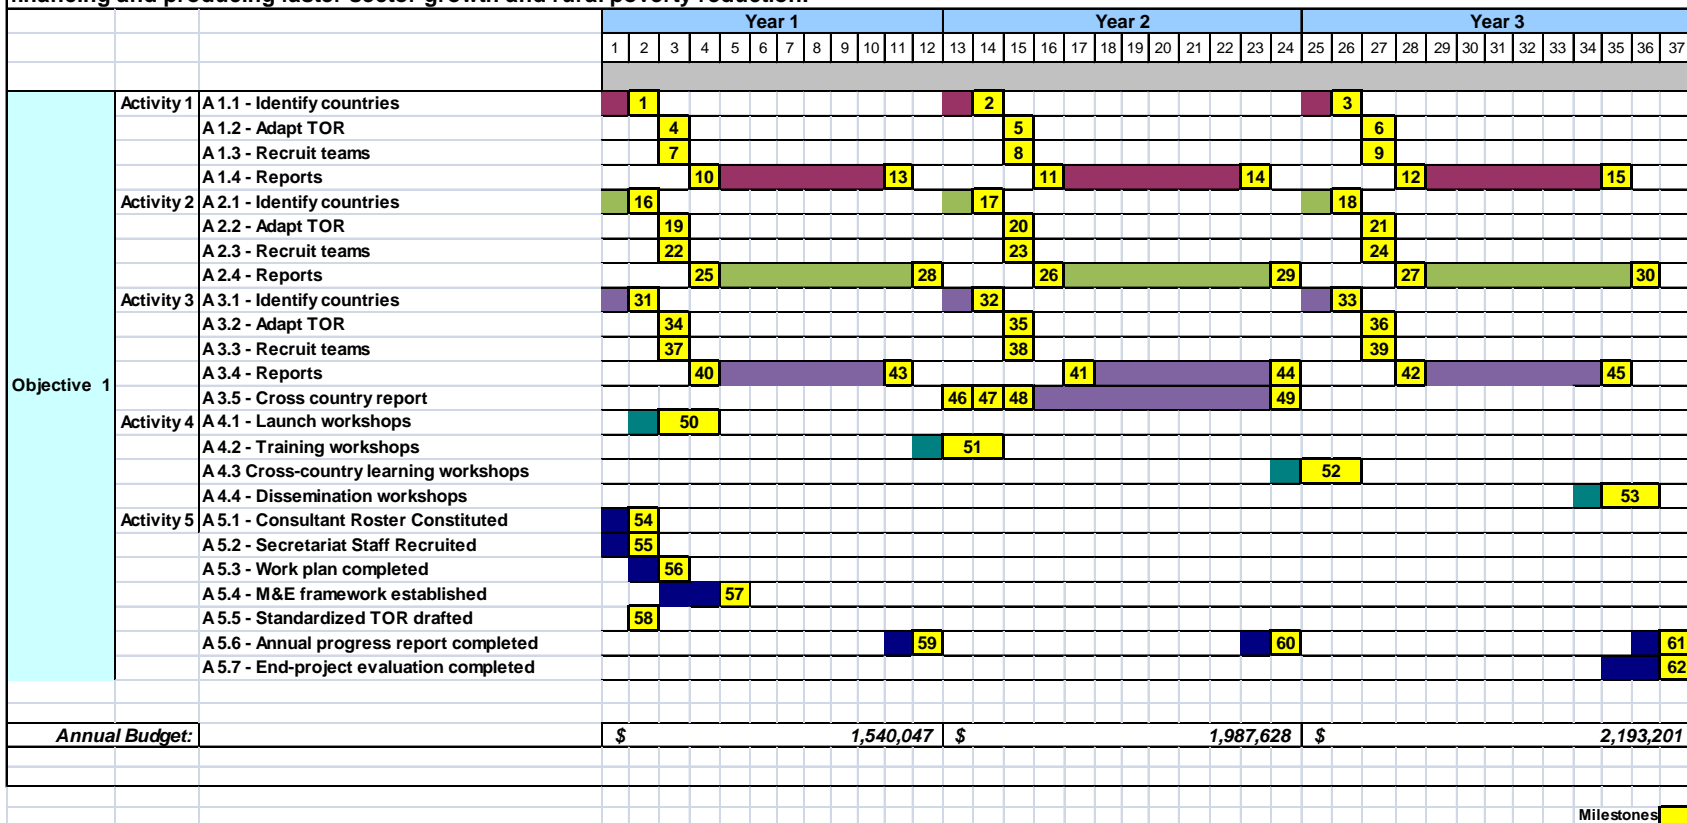 financing and producing faster sector growth and rural poverty reduction.
Year 1 Year 2 Year 3
1 2 3 4 5 6 7 8 9 10 11 12 13 14 15 16 17 18 19 20 21 22 23 24 25 26 27 28 29 30 31 32 33 34 35 36 37
Activity 1 A 1.1 - Identify countries 1 2 3
A 1.2 - Adapt TOR 4 5 6
A 1.3 - Recruit teams 7 8 9
A 1.4 - Reports 10 13 11 14 12 15
Activity 2 A 2.1 - Identify countries 16 17 18
A 2.2 - Adapt TOR 19 20 21
A 2.3 - Recruit teams 22 23 24
A 2.4 - Reports 25 28 26 29 27 30
Activity 3 A 3.1 - Identify countries 31 32 33
A 3.2 - Adapt TOR 34 35 36
A 3.3 - Recruit teams 37 38 39
A 3.4 - Reports 40 43 41 44 42 45
Objective 1
A 3.5 - Cross country report 46 47 48 49
Activity 4 A 4.1 - Launch workshops 50
A 4.2 - Training workshops 51
A 4.3 Cross-country learning workshops 52
A 4.4 - Dissemination workshops 53
Activity 5 A 5.1 - Consultant Roster Constituted 54
A 5.2 - Secretariat Staff Recruited 55
A 5.3 - Work plan completed 56
A 5.4 - M&E framework established 57
A 5.5 - Standardized TOR drafted 58
A 5.6 - Annual progress report completed 59 60 61
A 5.7 - End-project evaluation completed 62
Annual Budget: $ 1,540,047 $ 1,987,628 $ 2,193,201
Milestones